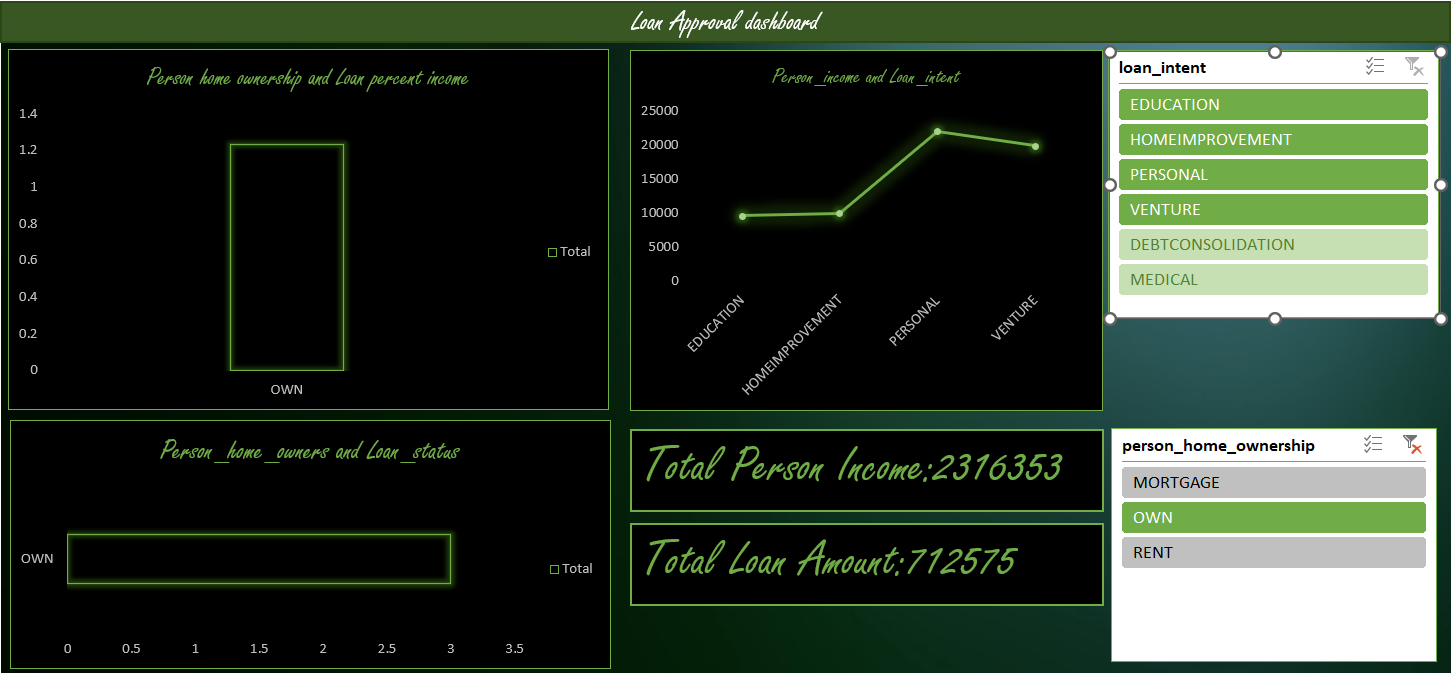 Loan Approval dashboard
Person home ownership and Loan percent income
1.4
1.2
1
0.8
0.6
0.4
0.2
0
OWN
Total
Person_income and Loan_intent
25000
20000
15000
10000
5000
0
EDUCATION
HOMEIMPROVEMENT
PERSONAL
VENTURE
loan_intent
EDUCATION
HOMEIMPROVEMENT
PERSONAL
VENTURE
DEBTCONSOLIDATION
MEDICAL
Person_home_owners and Loan_status
OWN
Total
0 0.5 1 1.5 2 2.5 3 3.5
Total Person Income:2316353
Total Loan Amount:712575
person_home_ownership
MORTGAGE
OWN
RENT